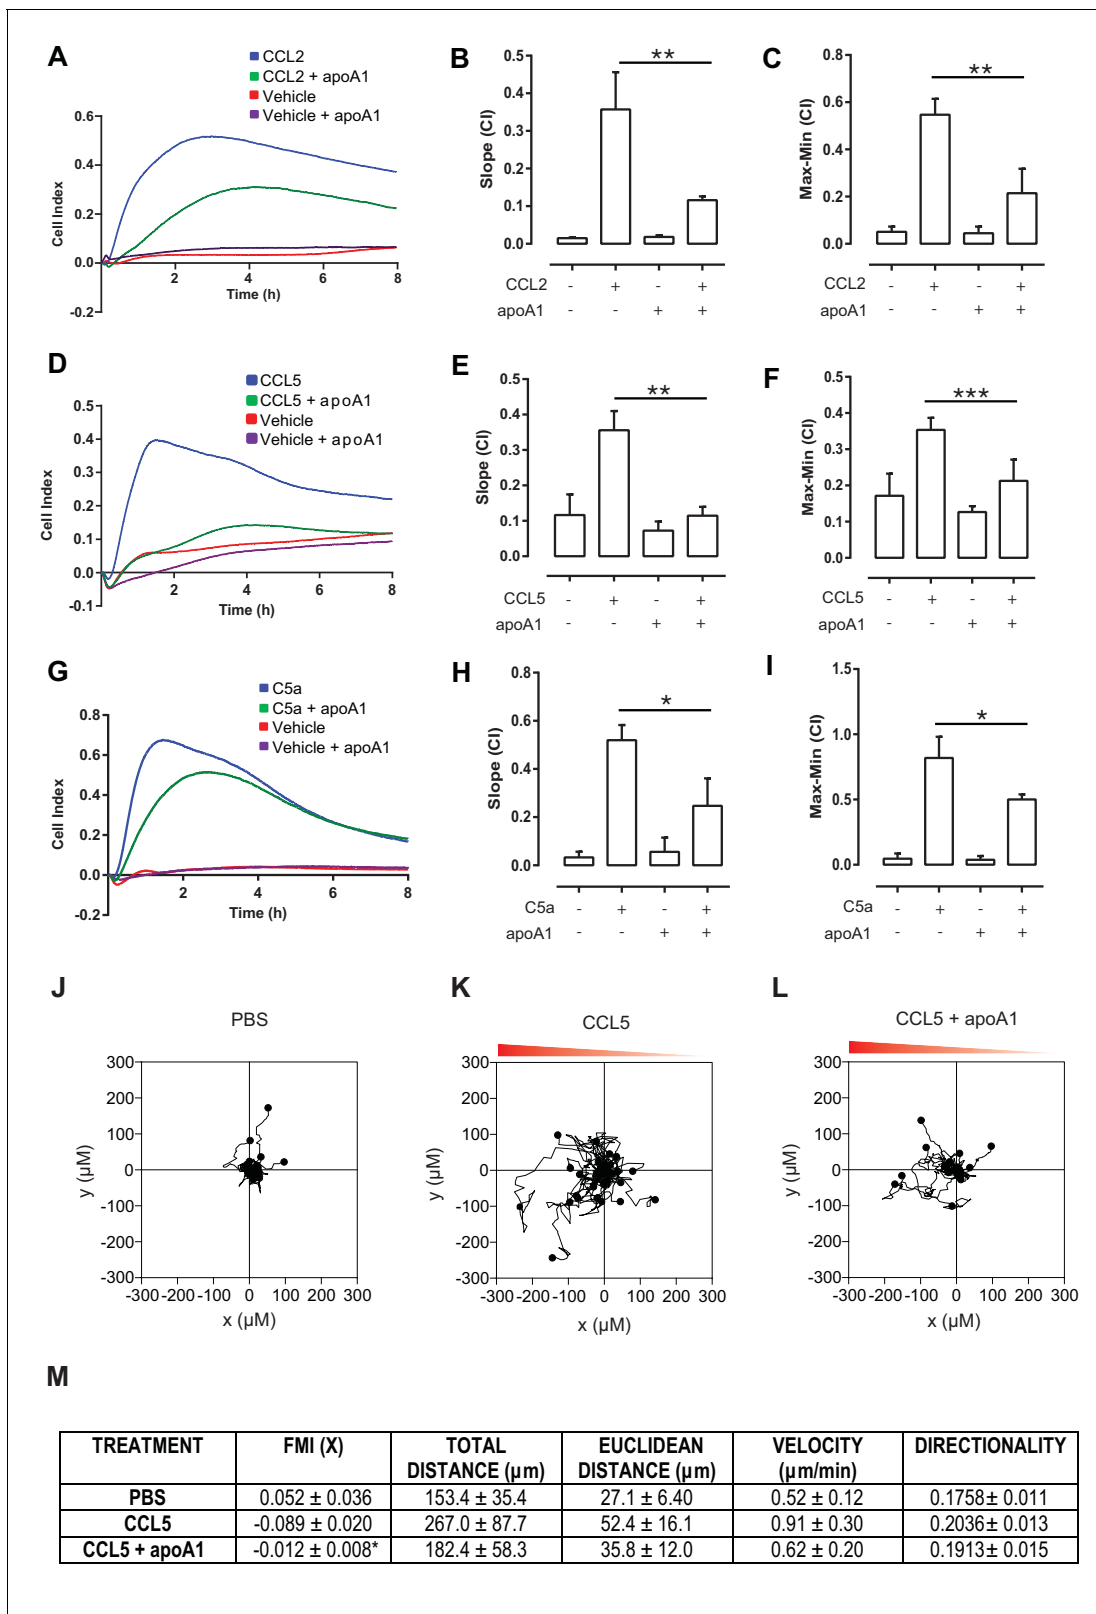 A
CCL2
CCL2 + apoA1
Vehicle
Vehicle + apoA1
0.6
0.4
0.2
0.0
-0.2
Cell Index
2 4 6 8
Time (h)
B
0.5
0.4
0.3
0.2
0.1
0.0
Slope (CI)
**
CCL2 - + - +
apoA1 - - + +
C
0.8
0.6
0.4
0.2
0.0
Max-Min (CI)
**
CCL2 - + - +
apoA1 - - + +
D
CCL5
CCL5 + apoA1
Vehicle
Vehicle + apoA1
0.5
0.4
0.3
0.2
0.1
0.0
-0.1
Cell Index
2 4 6 8
Time (h)
E
0.5
0.4
0.3
0.2
0.1
0.0
Slope (CI)
**
CCL5 - + - +
apoA1 - - + +
F
0.5
0.4
0.3
0.2
0.1
0.0
Max-Min (CI)
***
CCL5 - + - +
apoA1 - - + +
G
C5a
C5a + apoA1
Vehicle
Vehicle + apoA1
0.8
0.6
0.4
0.2
0.0
-0.2
Cell Index
2 4 6 8
Time (h)
H
0.8
0.6
0.4
0.2
0.0
Slope (CI)
*
C5a - + - +
apoA1 - - + +
I
1.5
1.0
0.5
0.0
Max-Min (CI)
*
C5a - + - +
apoA1 - - + +
J
PBS
300
200
100
0
-100
-200
-300
y (µM)
-300 -200 -100 0 100 200 300
x (µM)
K
CCL5
300
200
100
0
-100
-200
-300
y (µM)
-300 -200 -100 0 100 200 300
x (µM)
L
CCL5 + apoA1
300
200
100
0
-100
-200
-300
y (µM)
-300 -200 -100 0 100 200 300
x (µM)
M
TREATMENT FMI (X) TOTAL DISTANCE (µm) EUCLIDEAN DISTANCE (µm) VELOCITY (µm/min) DIRECTIONALITY
PBS 0.052 ± 0.036 153.4 ± 35.4 27.1 ± 6.40 0.52 ± 0.12 0.1758± 0.011
CCL5 -0.089 ± 0.020 267.0 ± 87.7 52.4 ± 16.1 0.91 ± 0.30 0.2036± 0.013
CCL5 + apoA1 -0.012 ± 0.008* 182.4 ± 58.3 35.8 ± 12.0 0.62 ± 0.20 0.1913± 0.015